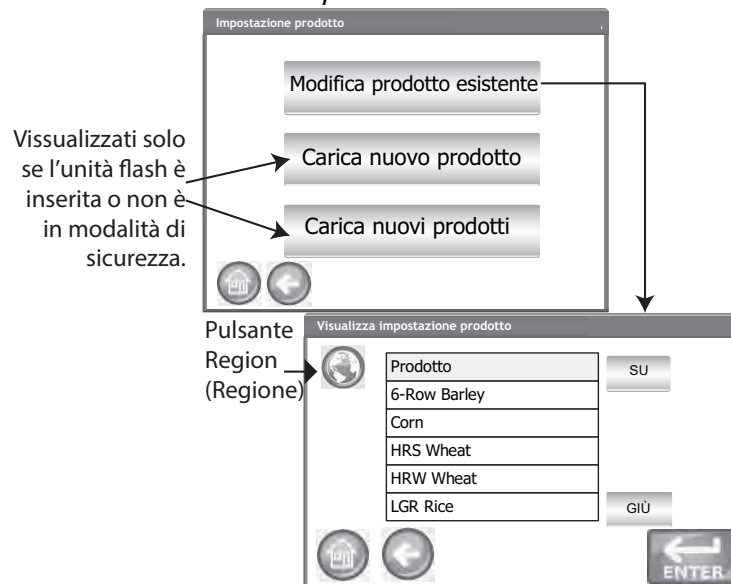 Impostazione prodotto
Modifica prodotto esistente
Carica nuovo prodotto
Carica nuovi prodotti
Vissualizzati solo
se l'unità flash è
inserita o non è
in modalità di
sicurezza.
Pulsante
Region
(Regione)
Visualizza impostazione prodotto
Prodotto
6-Row Barley
Corn
HRS Wheat
HRW Wheat
LGR Rice
SU
GIÙ
ENTER